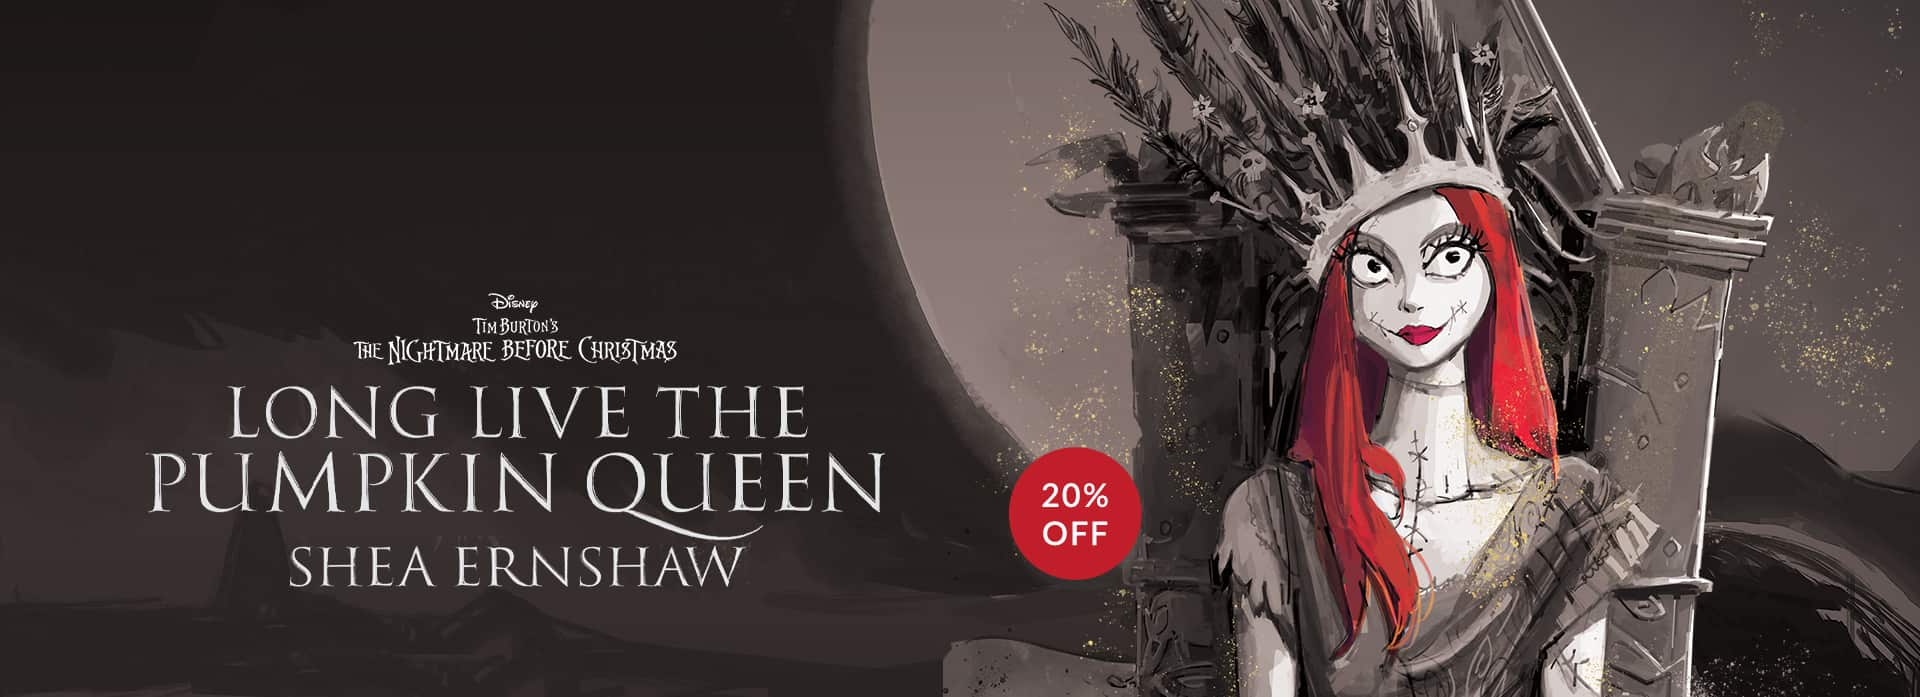 Disney
TIM BURTON'S
THE NIGHTMARE BEFORE CHRISTMAS
LONG LIVE THE
PUMPKIN QUEEN
SHEA ERNSHAW
20%
OFF